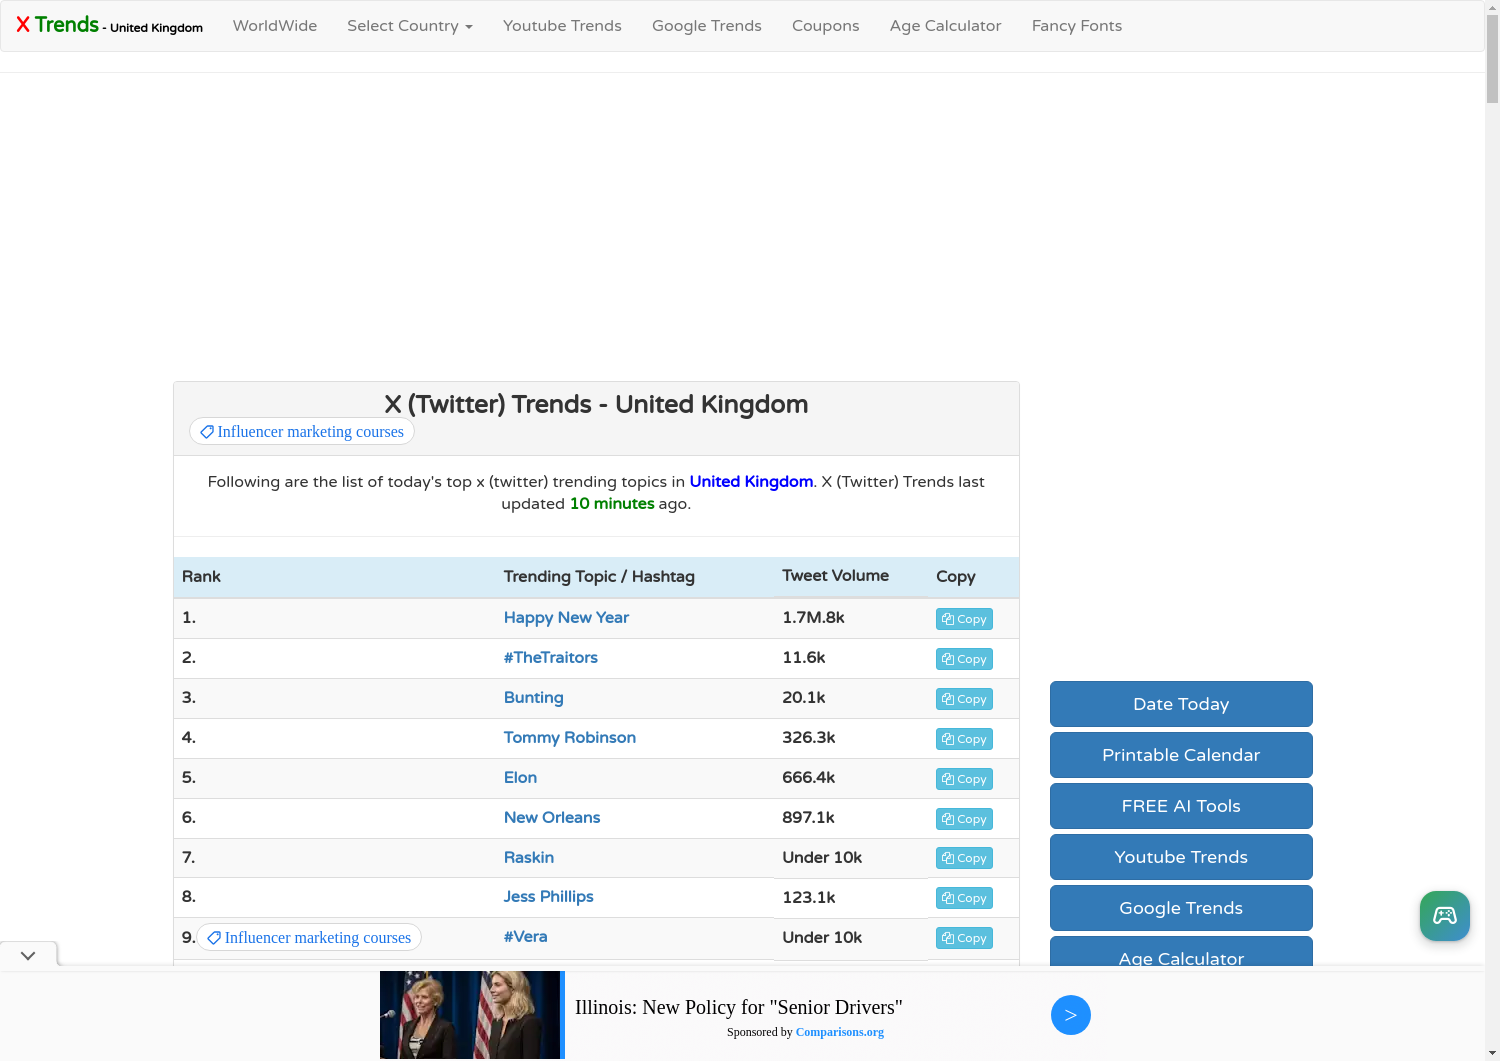 X Trends - United Kingdom WorldWide Select Country Youtube Trends Google Trends Coupons Age Calculator Fancy Fonts
X (Twitter) Trends - United Kingdom
Influencer marketing courses
Following are the list of today's top x (twitter) trending topics in United Kingdom. X (Twitter) Trends last
updated 10 minutes ago.
Rank Trending Topic / Hashtag Tweet Volume Copy
1. Happy New Year 1.7M.8k Copy
2. #TheTraitors 11.6k Copy
3. Bunting 20.1k Copy
4. Tommy Robinson 326.3k Copy
5. Elon 666.4k Copy
6. New Orleans 897.1k Copy
7. Raskin Under 10k Copy
8. Jess Phillips 123.1k Copy
9. Influencer marketing courses #Vera Under 10k Copy
Date Today
Printable Calendar
FREE AI Tools
Youtube Trends
Google Trends
Age Calculator
Illinois: New Policy for "Senior Drivers"
Sponsored by Comparisons.org
>